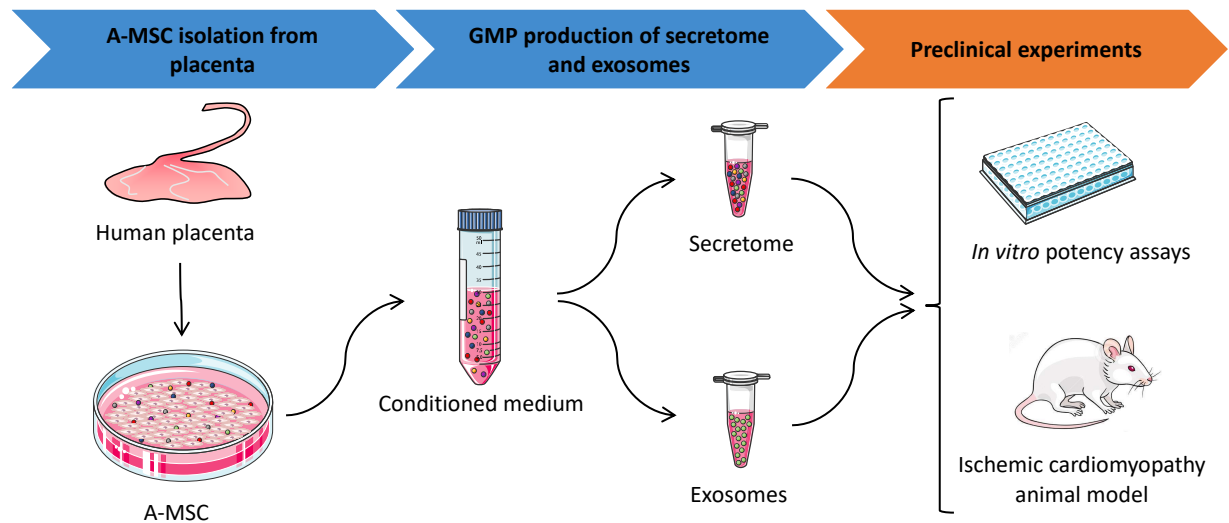 A-MSC isolation from
placenta
GMP production of secretome
and exosomes
Preclinical experiments
Human placenta
A-MSC
Conditioned medium
Secretome
Exosomes
In vitro potency assays
Ischemic cardiomyopathy
animal model